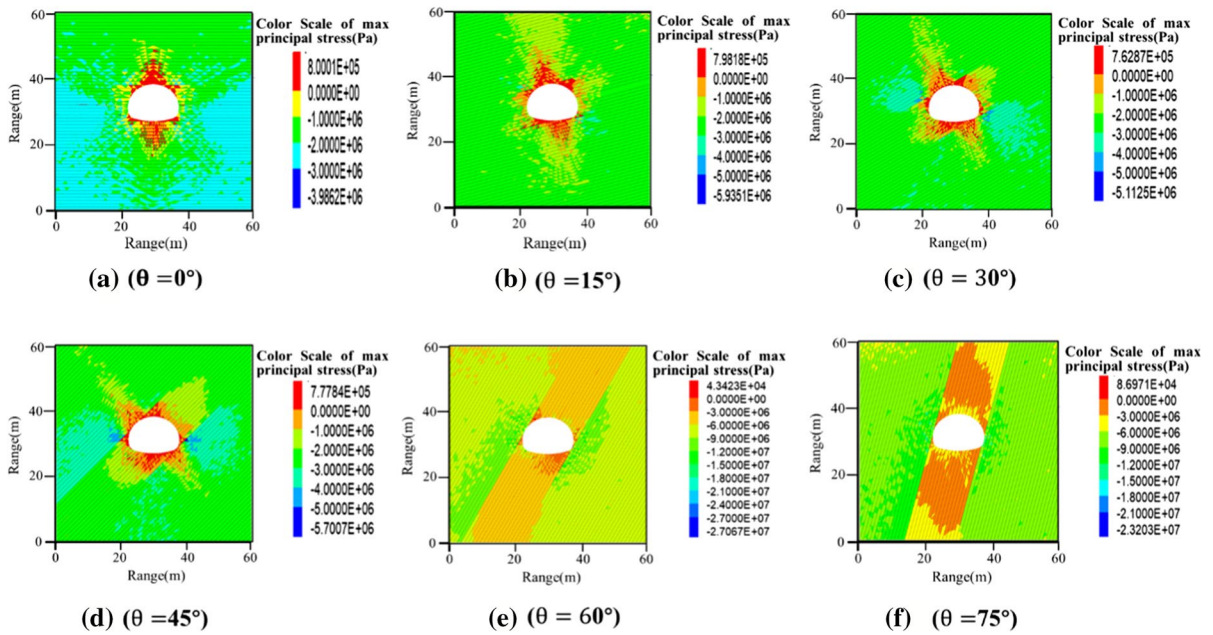 Color Scale of max
principal stress(Pa)
8.0001E+05
0.0000E+00
-1.0000E+06
-2.0000E+06
-3.0000E+06
-3.9862E+06
Range(m)
60
40
20
0
0 20 40 60
Range(m)
(a) (θ =0°)
Color Scale of max
principal stress(Pa)
7.9818E+05
0.0000E+00
-1.0000E+06
-2.0000E+06
-3.0000E+06
-4.0000E+06
-5.0000E+06
-5.9351E+06
Range(m)
60
40
20
0
0 20 40 60
Range(m)
(b) (θ =15°)
Color Scale of max
principal stress(Pa)
7.6287E+05
0.0000E+00
-1.0000E+06
-2.0000E+06
-3.0000E+06
-4.0000E+06
-5.0000E+06
-5.1125E+06
Range(m)
60
40
20
0
0 20 40 60
Range(m)
(c) (θ = 30°)
Color Scale of max
principal stress(Pa)
7.7784E+05
0.0000E+00
-1.0000E+06
-2.0000E+06
-3.0000E+06
-4.0000E+06
-5.0000E+06
-5.7007E+06
Range(m)
60
40
20
0
0 20 40 60
Range(m)
(d) (θ =45°)
Color Scale of max
principal stress(Pa)
4.3423E+04
0.0000E+00
-3.0000E+06
-6.0000E+06
-9.0000E+06
-1.2000E+07
-1.5000E+07
-1.8000E+07
-2.1000E+07
-2.4000E+07
-2.7000E+07
-2.7067E+07
Range(m)
60
40
20
0
0 20 40 60
Range(m)
(e) (θ = 60°)
Color Scale of max
principal stress(Pa)
8.6971E+04
0.0000E+00
-3.0000E+06
-6.0000E+06
-9.0000E+06
-1.2000E+07
-1.5000E+07
-1.8000E+07
-2.1000E+07
-2.3203E+07
Range(m)
60
40
20
0
0 20 40 60
Range(m)
(f) (θ =75°)